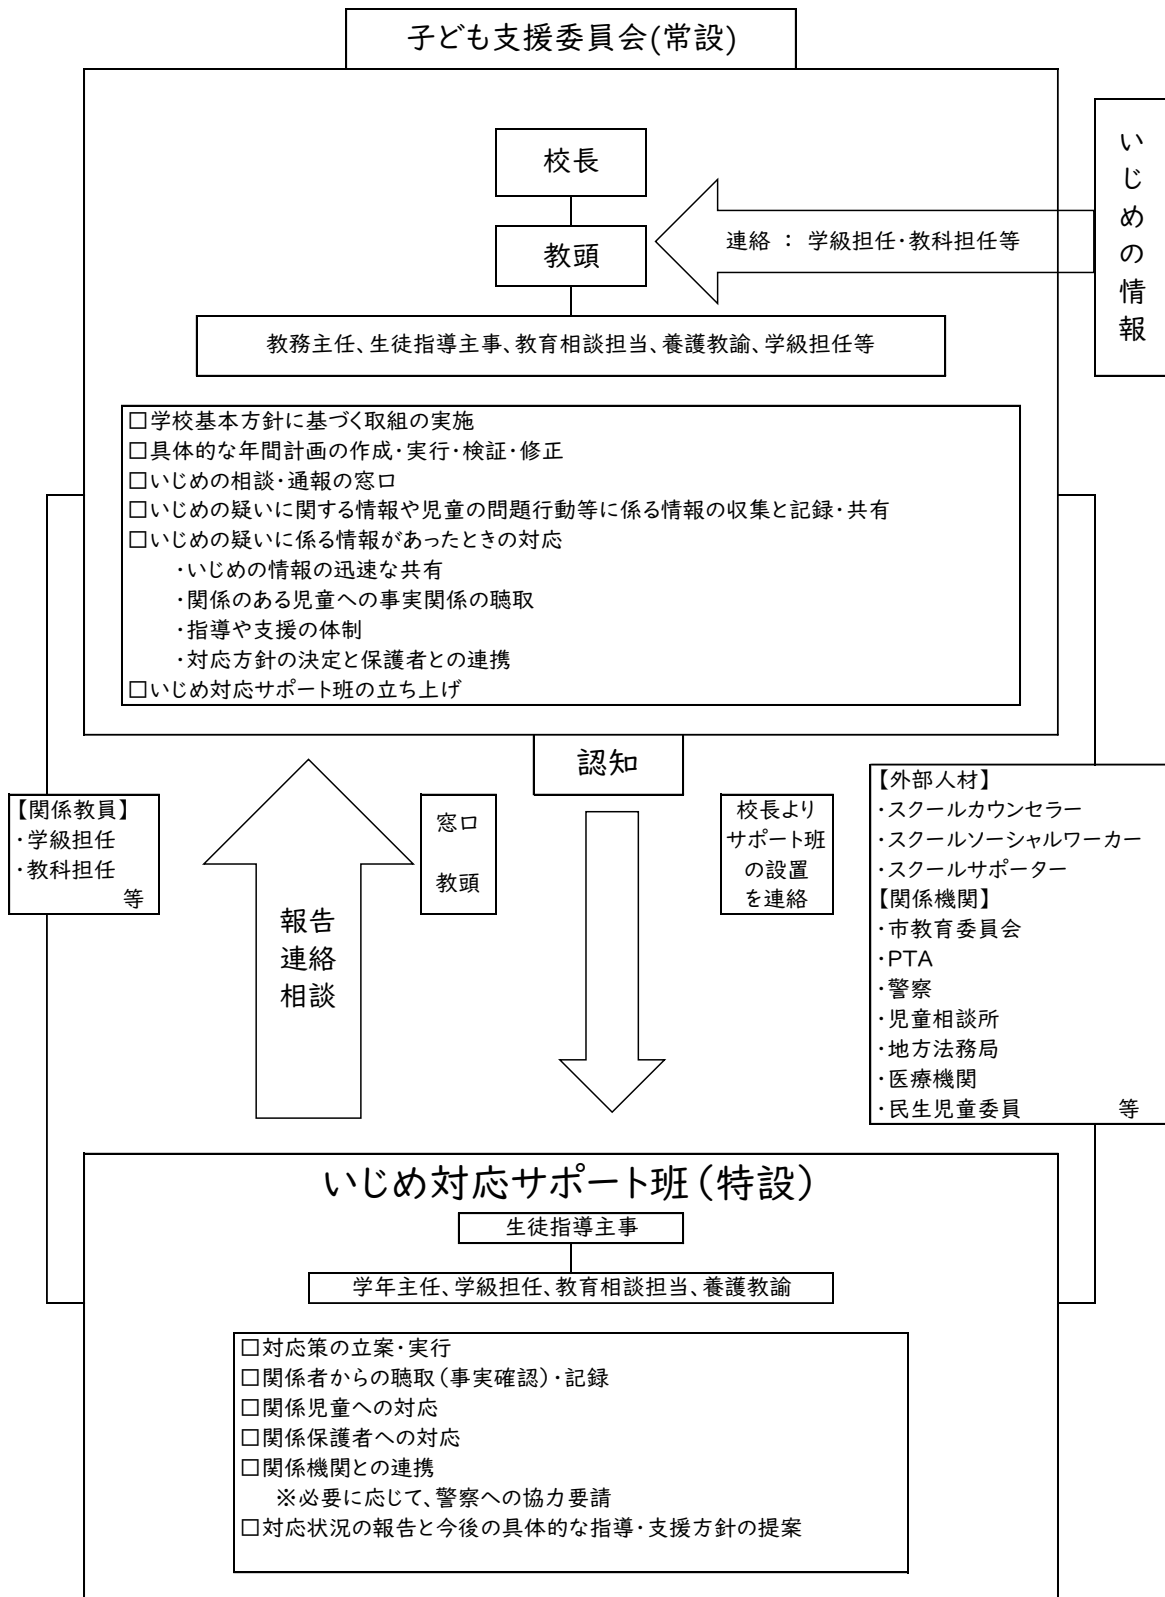 子ども支援委員会(常設)
校長
いじめの情報
連絡 : 学級担任・教科担任等
教頭
教務主任、生徒指導主事、教育相談担当、養護教諭、学級担任等
□学校基本方針に基づく取組の実施
□具体的な年間計画の作成・実行・検証・修正
□いじめの相談・通報の窓口
□いじめの疑いに関する情報や児童の問題行動等に係る情報の収集と記録・共有
□いじめの疑いに係る情報があったときの対応
・いじめの情報の迅速な共有
・関係のある児童への事実関係の聴取
・指導や支援の体制
・対応方針の決定と保護者との連携
□いじめ対応サポート班の立ち上げ
認知
【関係教員】
・学級担任
・教科担任
等
報告
連絡
相談
窓口
教頭
校長より
サポート班
の設置
を連絡
【外部人材】
・スクールカウンセラー
・スクールソーシャルワーカー
・スクールサポーター
【関係機関】
・市教育委員会
・PTA
・警察
・児童相談所
・地方法務局
・医療機関
・民生児童委員 等
いじめ対応サポート班(特設)
生徒指導主事
学年主任、学級担任、教育相談担当、養護教諭
□対応策の立案・実行
□関係者からの聴取(事実確認)・記録
□関係児童への対応
□関係保護者への対応
□関係機関との連携
※必要に応じて、警察への協力要請
□対応状況の報告と今後の具体的な指導・支援方針の提案